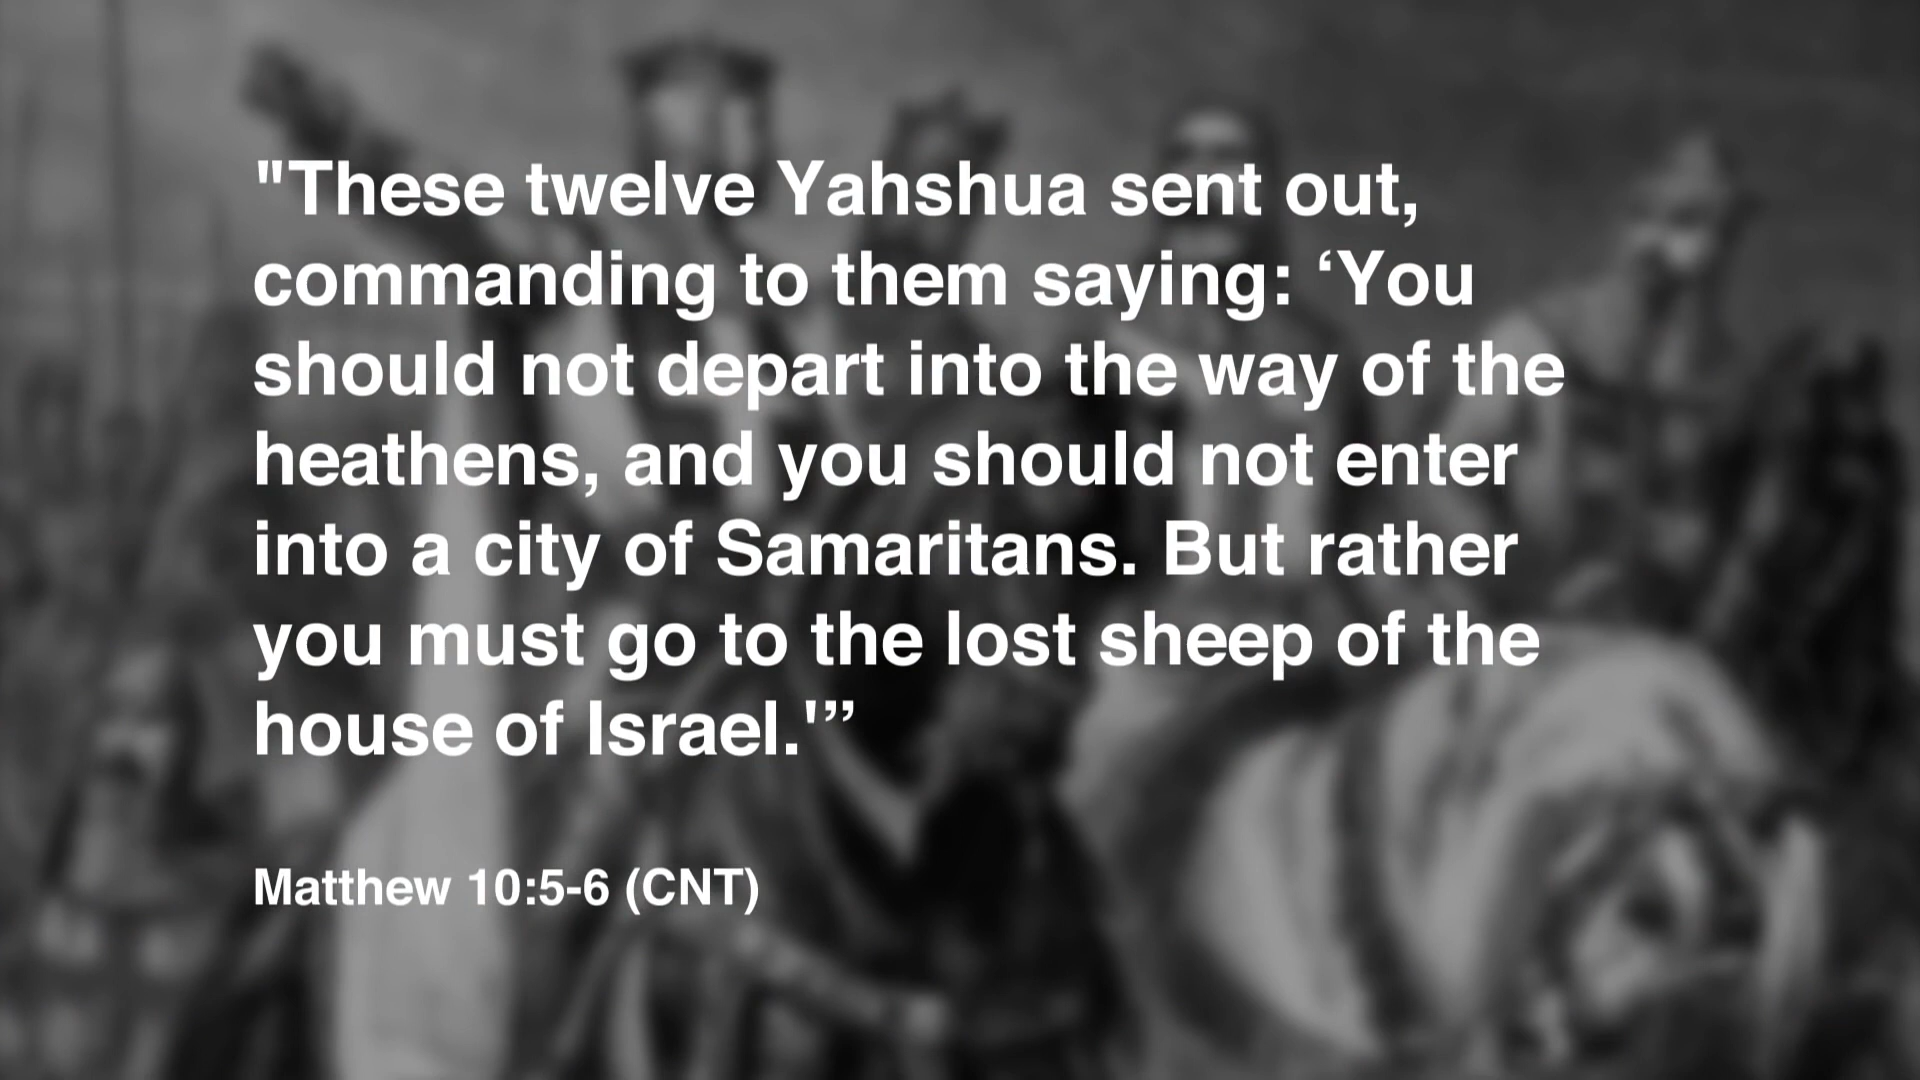 "These twelve Yahshua sent out,
commanding to them saying: ‘You
should not depart into the way of the
heathens, and you should not enter
into a city of Samaritans. But rather
you must go to the lost sheep of the
house of Israel.'”
Matthew 10:5-6 (CNT)